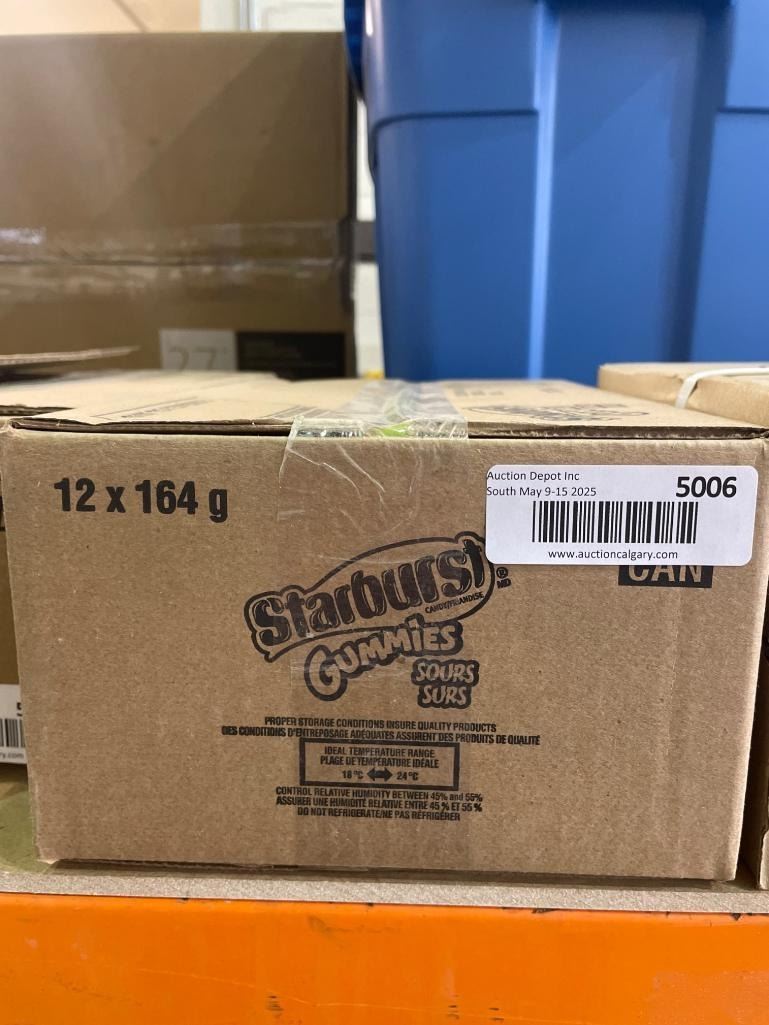 27"
12 x 164 g
Auction Depot Inc
South May 9-15 2025
5006
www.auctioncalgary.com
CAN
Starburst
® MD
CANDY/FRIANDISE
GUMMIES
SOURS
SURS
PROPER STORAGE CONDITIONS INSURE QUALITY PRODUCTS
DES CONDITIONS D'ENTREPOSAGE ADÉQUATES ASSURENT DES PRODUITS DE QUALITÉ
IDEAL TEMPERATURE RANGE
PLAGE DE TEMPÉRATURE IDÉALE
18°C 24°C
CONTROL RELATIVE HUMIDITY BETWEEN 45% and 55%
ASSURER UNE HUMIDITÉ RELATIVE ENTRE 45 % ET 55 %
DO NOT REFRIGERATE/NE PAS RÉFRIGÉRER